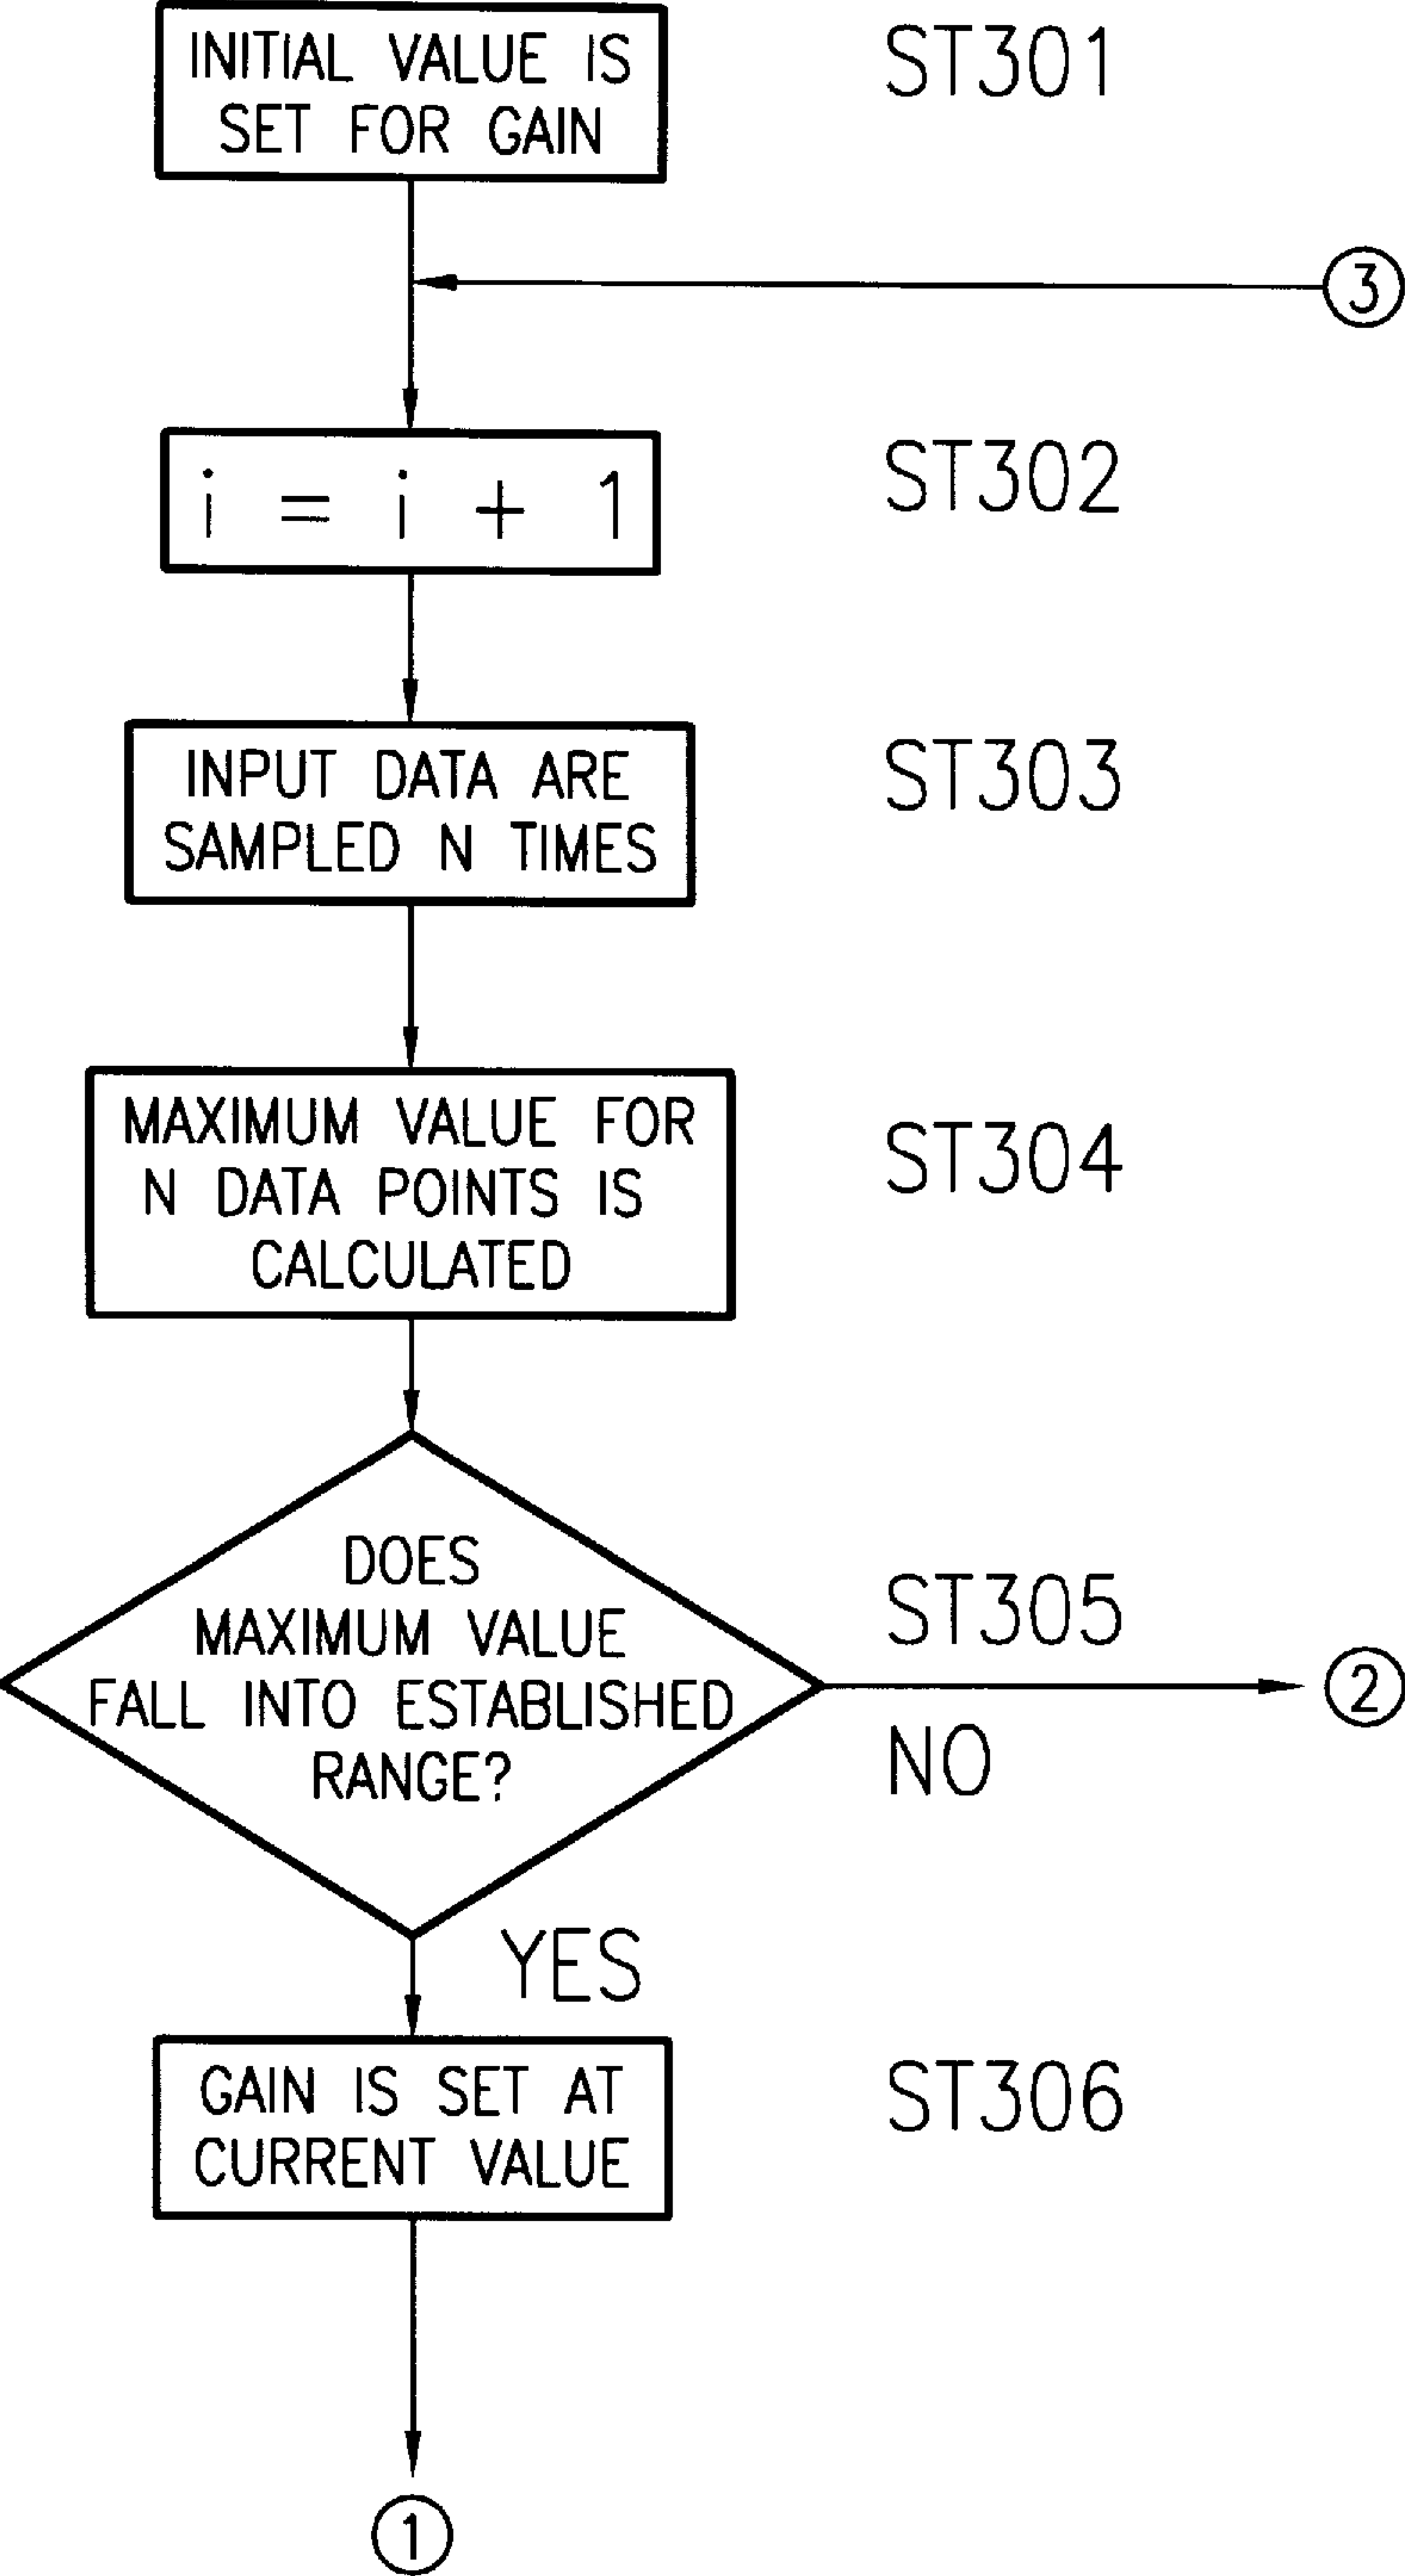 INITIAL VALUE IS
SET FOR GAIN
ST301
3
i = i + 1
ST302
INPUT DATA ARE
SAMPLED N TIMES
ST303
MAXIMUM VALUE FOR
N DATA POINTS IS
CALCULATED
ST304
DOES
MAXIMUM VALUE
FALL INTO ESTABLISHED
RANGE?
ST305
NO
2
YES
GAIN IS SET AT
CURRENT VALUE
ST306
1